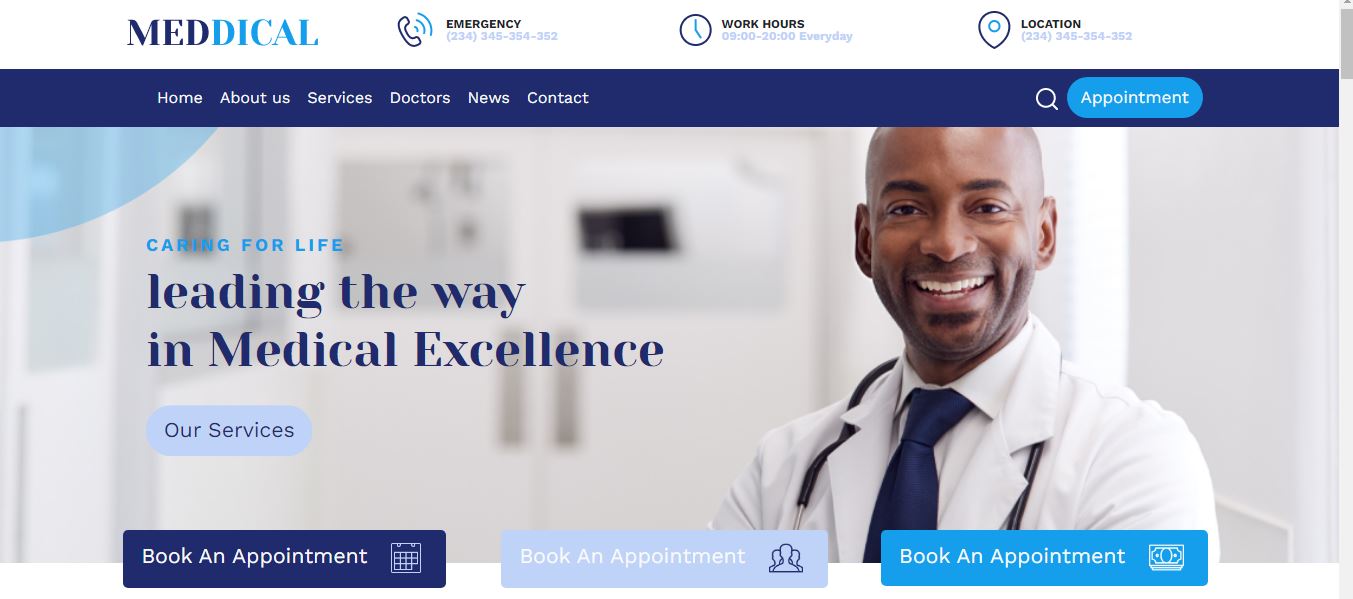 MEDDICAL
EMERGENCY
(234) 345-354-352
WORK HOURS
09:00-20:00 Everyday
LOCATION
(234) 345-354-352
Home About us Services Doctors News Contact
Appointment
CARING FOR LIFE
leading the way
in Medical Excellence
Our Services
Book An Appointment
Book An Appointment
Book An Appointment